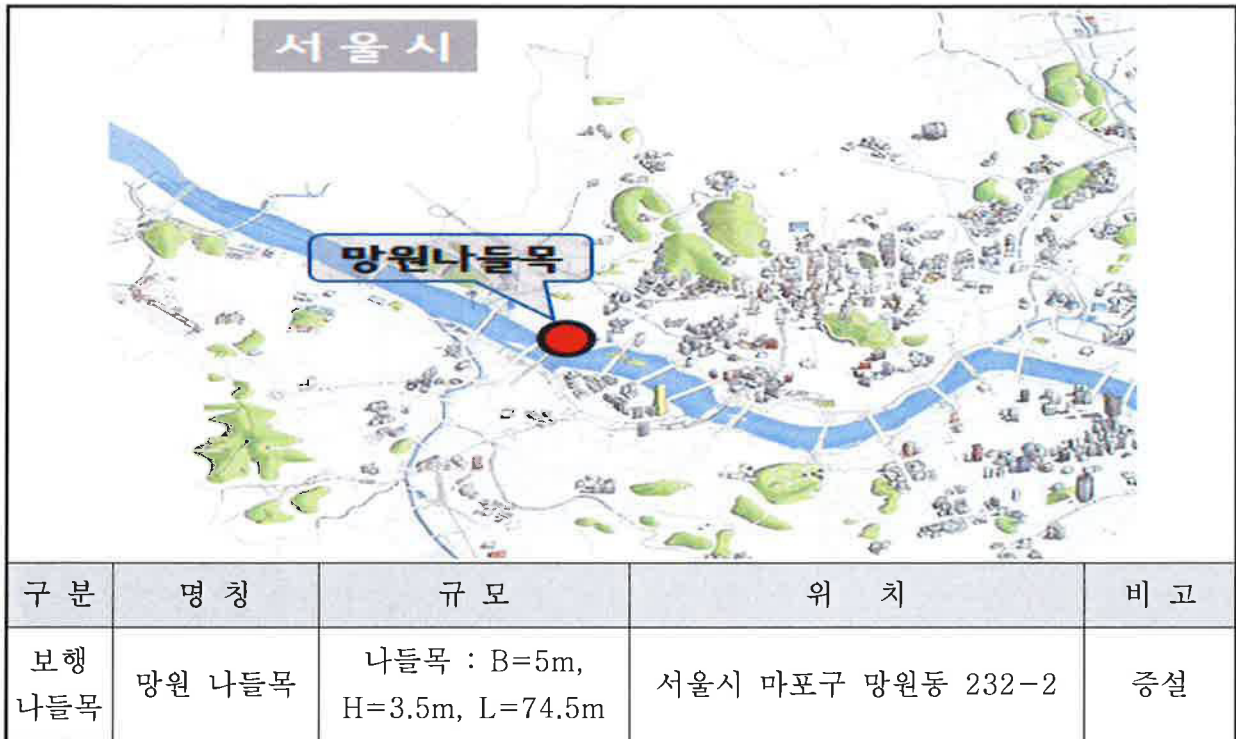 서울시
망원나들목
구 분 명 칭 규 모 위 치 비 고
보행
나들목
망원 나들목
나들목 : B=5m,
H=3.5m, L=74.5m
서울시 마포구 망원동 232-2
증설